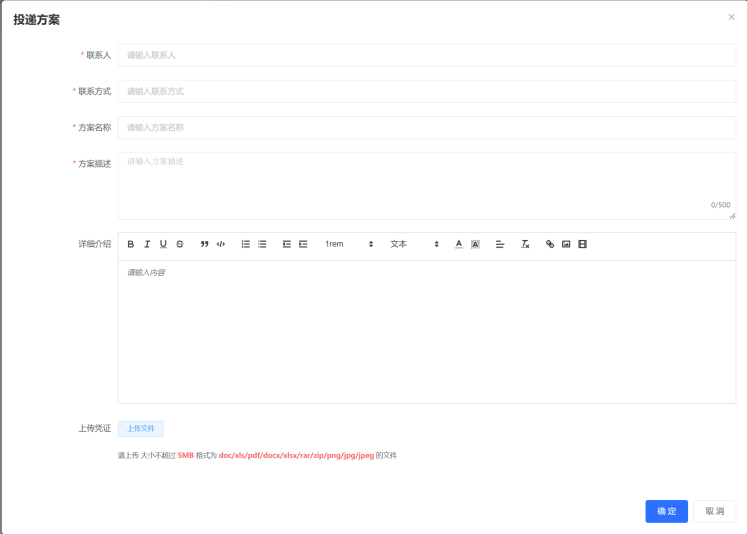 投递方案
* 联系人 请输入联系人
* 联系方式 请输入联系方式
* 方案名称 请输入方案名称
* 方案描述 请输入方案描述
0/500
详细介绍 B I U S 1rem 文本 A A
请输入内容
上传凭证 上传文件
请上传 大小不超过 5MB 格式为 doc/xls/pdf/docx/xlsx/rar/zip/png/jpg/jpeg 的文件
确定 取消